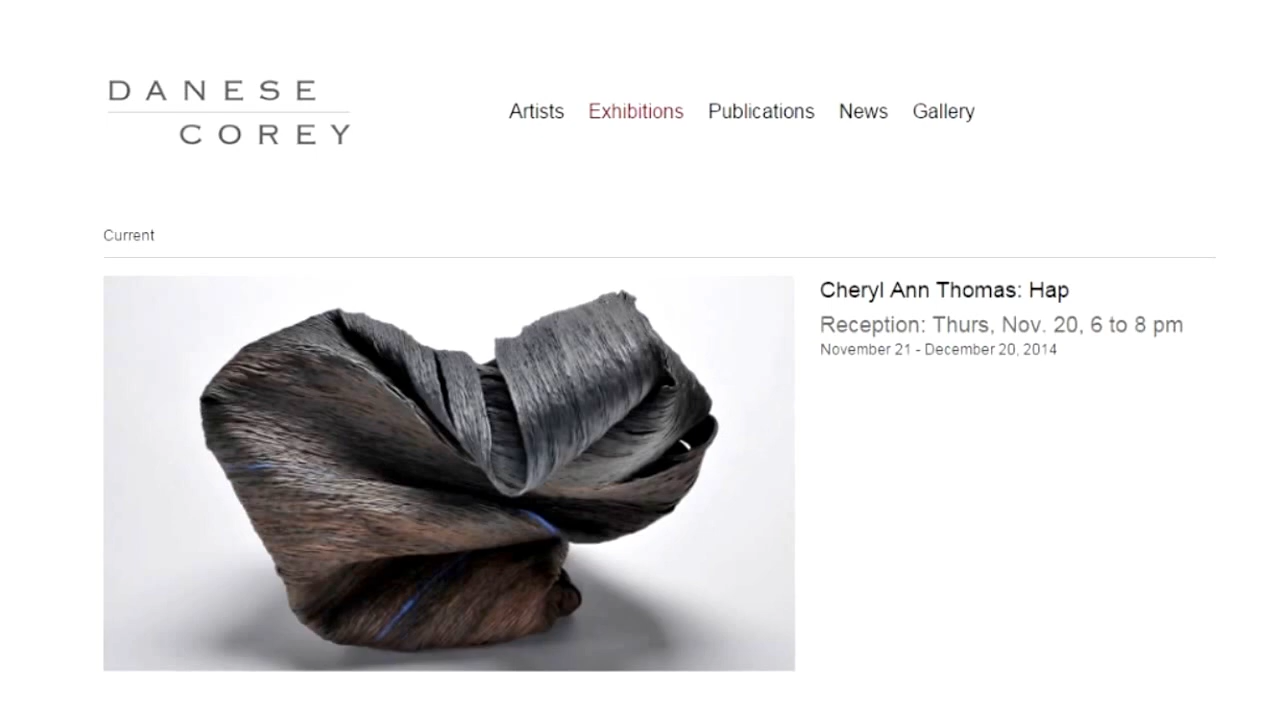 DANESE
COREY
Artists Exhibitions Publications News Gallery
Current
Cheryl Ann Thomas: Hap
Reception: Thurs, Nov. 20, 6 to 8 pm
November 21 - December 20, 2014